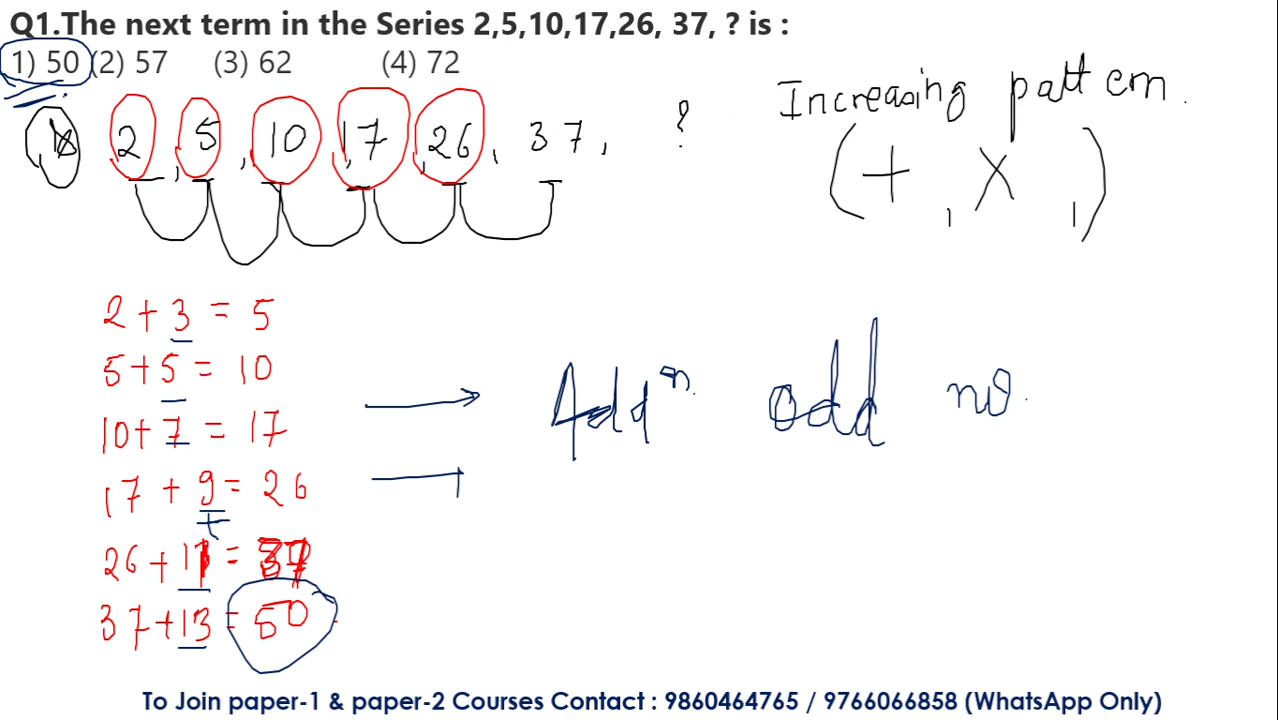 Q1.The next term in the Series 2,5,10,17,26, 37, ? is :
1) 50 (2) 57 (3) 62 (4) 72
Increasing pattern.
2, 5, 10, 17, 26, 37, ?
(+, X, )
2 + 3 = 5
5 + 5 = 10
10 + 7 = 17
17 + 9 = 26
26 + 11 = 37
37 + 13 = 50
Addn. odd no.
To Join paper-1 & paper-2 Courses Contact : 9860464765 / 9766066858 (WhatsApp Only)